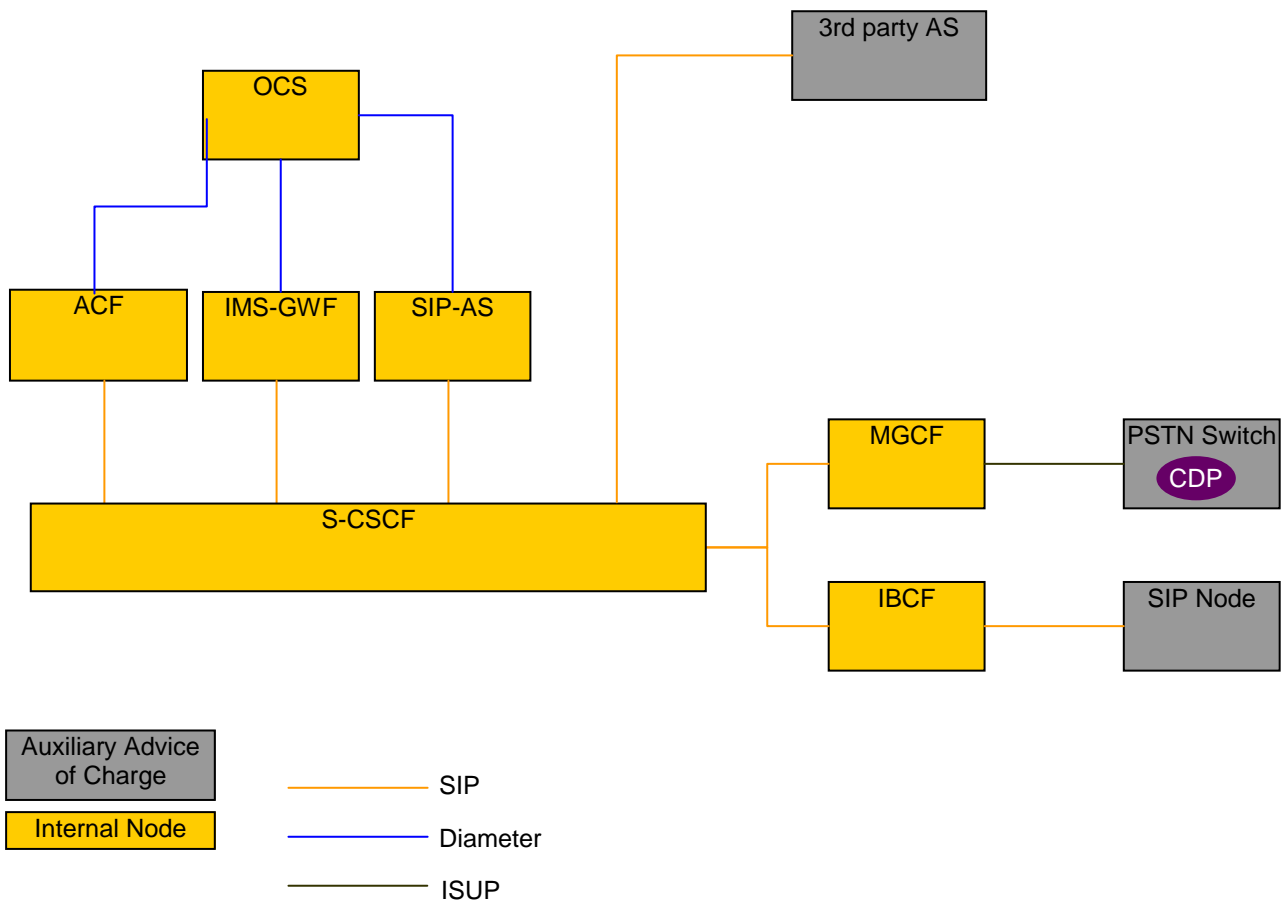 3rd party AS
OCS
ACF
IMS-GWF
SIP-AS
MGCF
PSTN Switch
CDP
S-CSCF
IBCF
SIP Node
Auxiliary Advice
of Charge
Internal Node
SIP
Diameter
ISUP